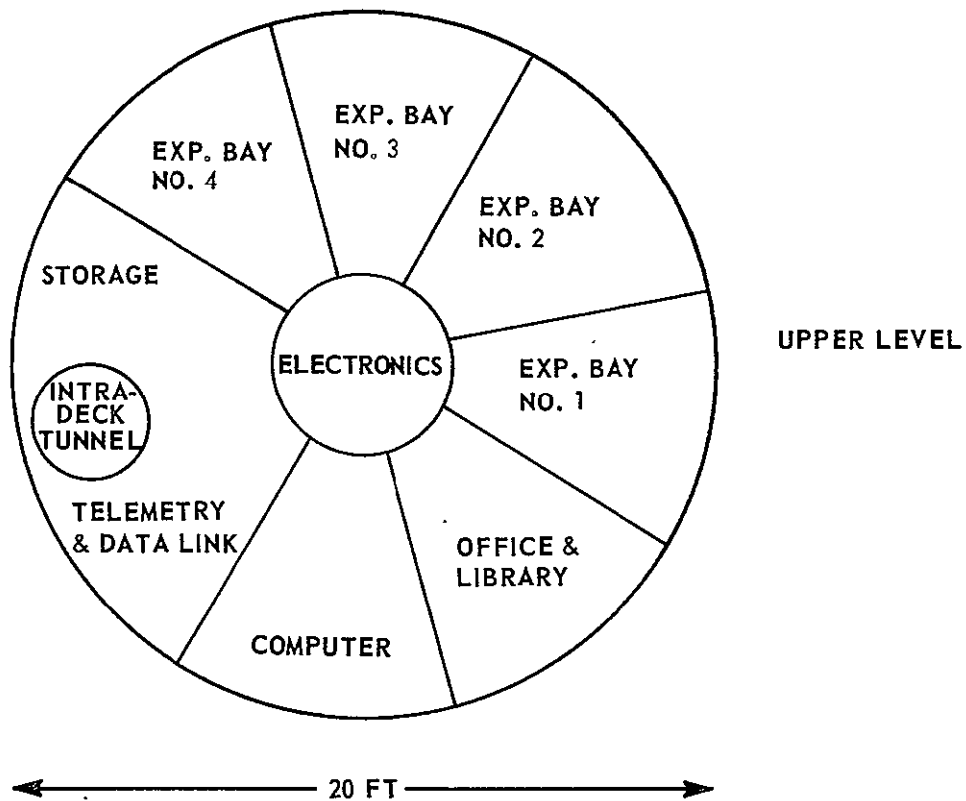 EXP. BAY
NO. 3
EXP. BAY
NO. 4
EXP. BAY
NO. 2
STORAGE
UPPER LEVEL
ELECTRONICS
EXP. BAY
NO. 1
INTRA-
DECK
TUNNEL
TELEMETRY
& DATA LINK
OFFICE &
LIBRARY
COMPUTER
20 FT